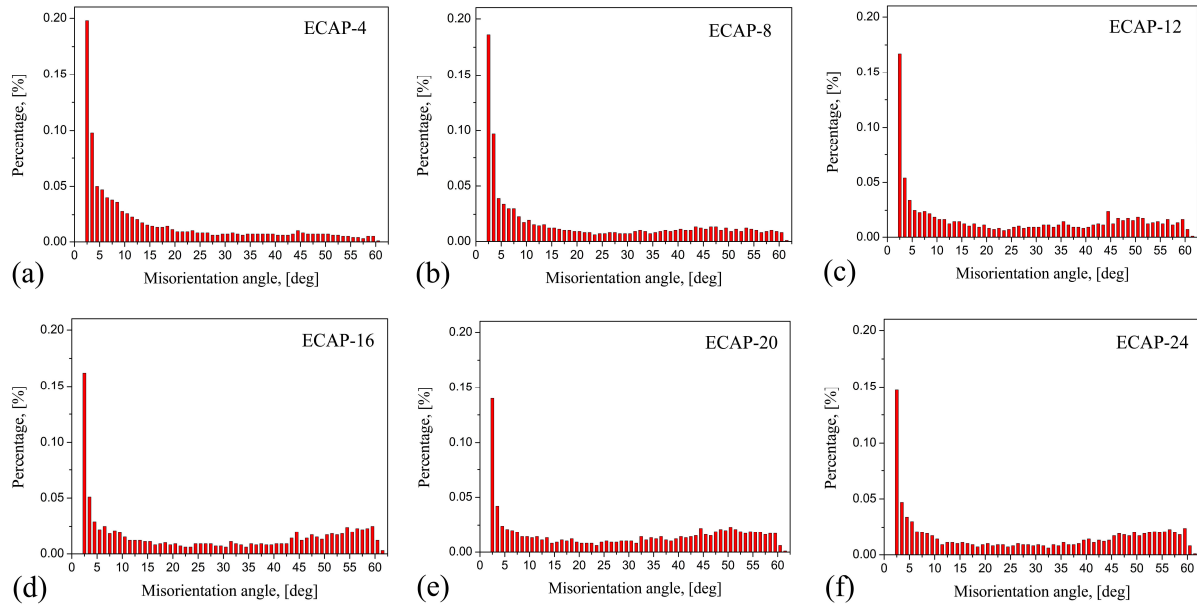 ECAP-4
Percentage, [%]
0.20
0.15
0.10
0.05
0.00
0 5 10 15 20 25 30 35 40 45 50 55 60
Misorientation angle, [deg]
(a)
ECAP-8
Percentage, [%]
0.20
0.15
0.10
0.05
0.00
0 5 10 15 20 25 30 35 40 45 50 55 60
Misorientation angle, [deg]
(b)
ECAP-12
Percentage, [%]
0.20
0.15
0.10
0.05
0.00
0 5 10 15 20 25 30 35 40 45 50 55 60
Misorientation angle, [deg]
(c)
ECAP-16
Percentage, [%]
0.20
0.15
0.10
0.05
0.00
0 5 10 15 20 25 30 35 40 45 50 55 60
Misorientation angle, [deg]
(d)
ECAP-20
Percentage, [%]
0.20
0.15
0.10
0.05
0.00
0 5 10 15 20 25 30 35 40 45 50 55 60
Misorientation angle, [deg]
(e)
ECAP-24
Percentage, [%]
0.20
0.15
0.10
0.05
0.00
0 5 10 15 20 25 30 35 40 45 50 55 60
Misorientation angle, [deg]
(f)